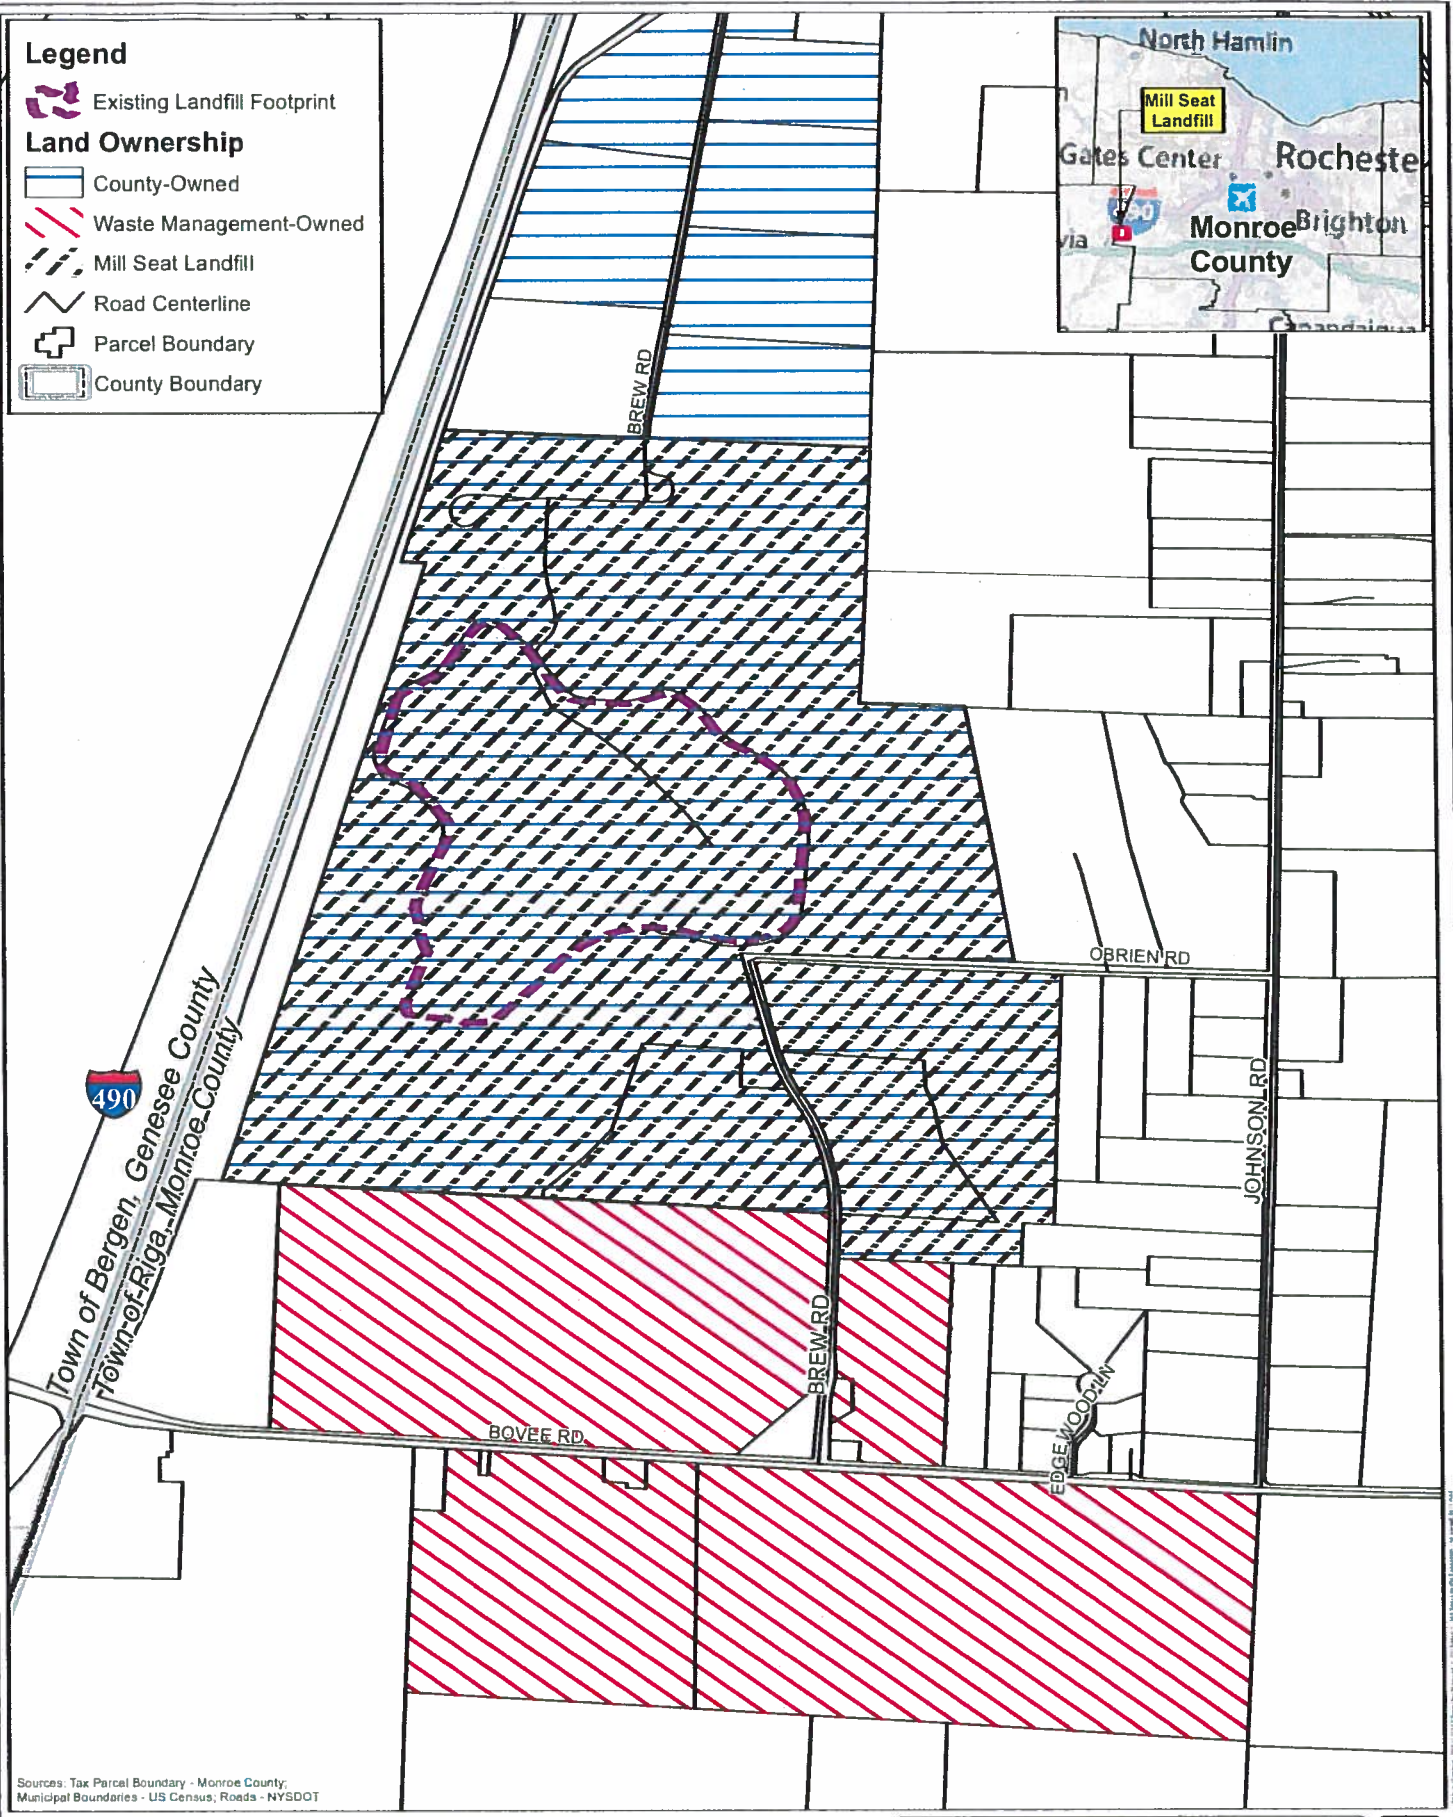 Legend
Existing Landfill Footprint
Land Ownership
County-Owned
Waste Management-Owned
Mill Seat Landfill
Road Centerline
Parcel Boundary
County Boundary
North Hamlin
Mill Seat
Landfill
Gates Center
Rocheste
Monroe
County
Brighton
via
BREW RD
OBRIEN RD
JOHNSON RD
490
Town of Bergen, Genesee County
Town of Riga, Monroe County
BREW RD
EDGEWOOD LN
BOVEE RD
Sources: Tax Parcel Boundary - Monroe County;
Municipal Boundaries - US Census; Roads - NYSDOT